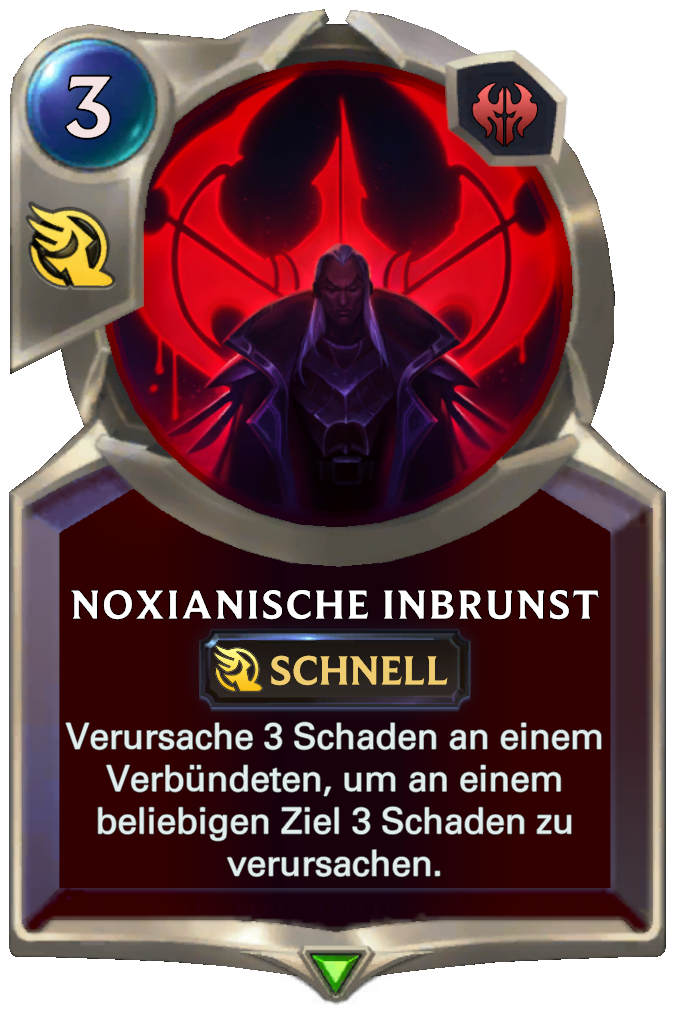 3
NOXIANISCHE INBRUNST
SCHNELL
Verursache 3 Schaden an einem
Verbündeten, um an einem
beliebigen Ziel 3 Schaden zu
verursachen.